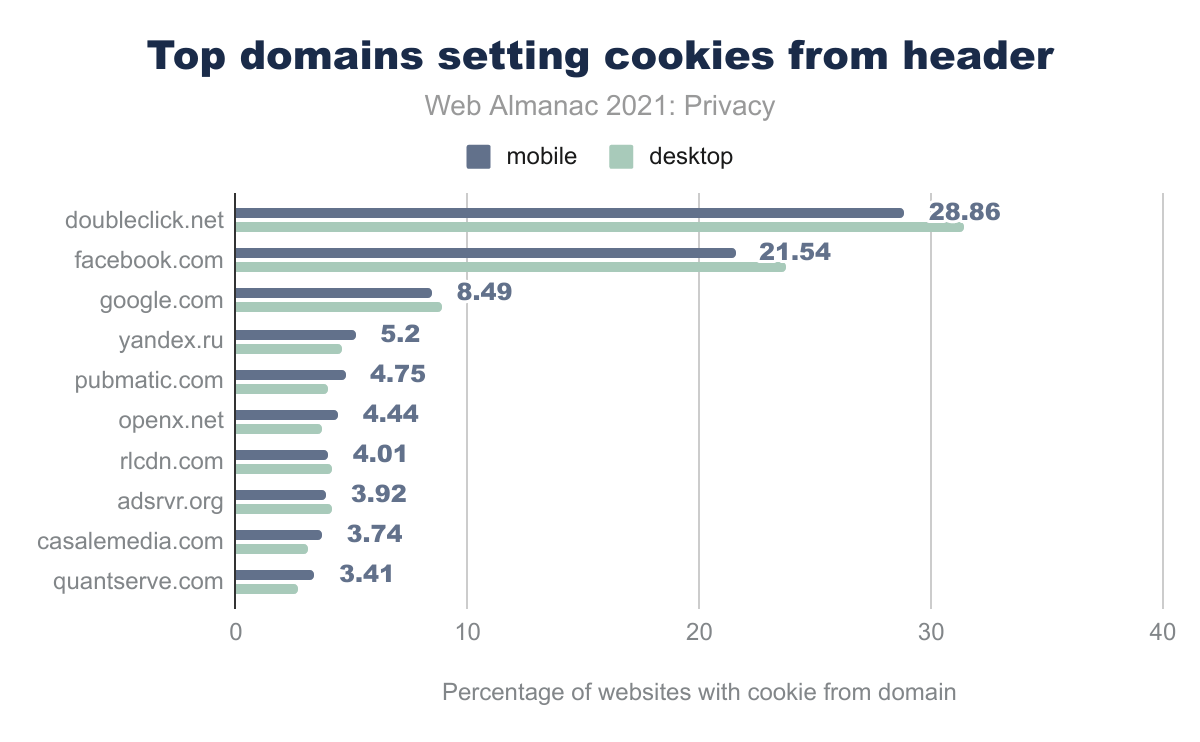 Top domains setting cookies from header
Web Almanac 2021: Privacy
mobile desktop
doubleclick.net 28.86
facebook.com 21.54
google.com 8.49
yandex.ru 5.2
pubmatic.com 4.75
openx.net 4.44
rlcdn.com 4.01
adsrvr.org 3.92
casalemedia.com 3.74
quantserve.com 3.41
0 10 20 30 40
Percentage of websites with cookie from domain